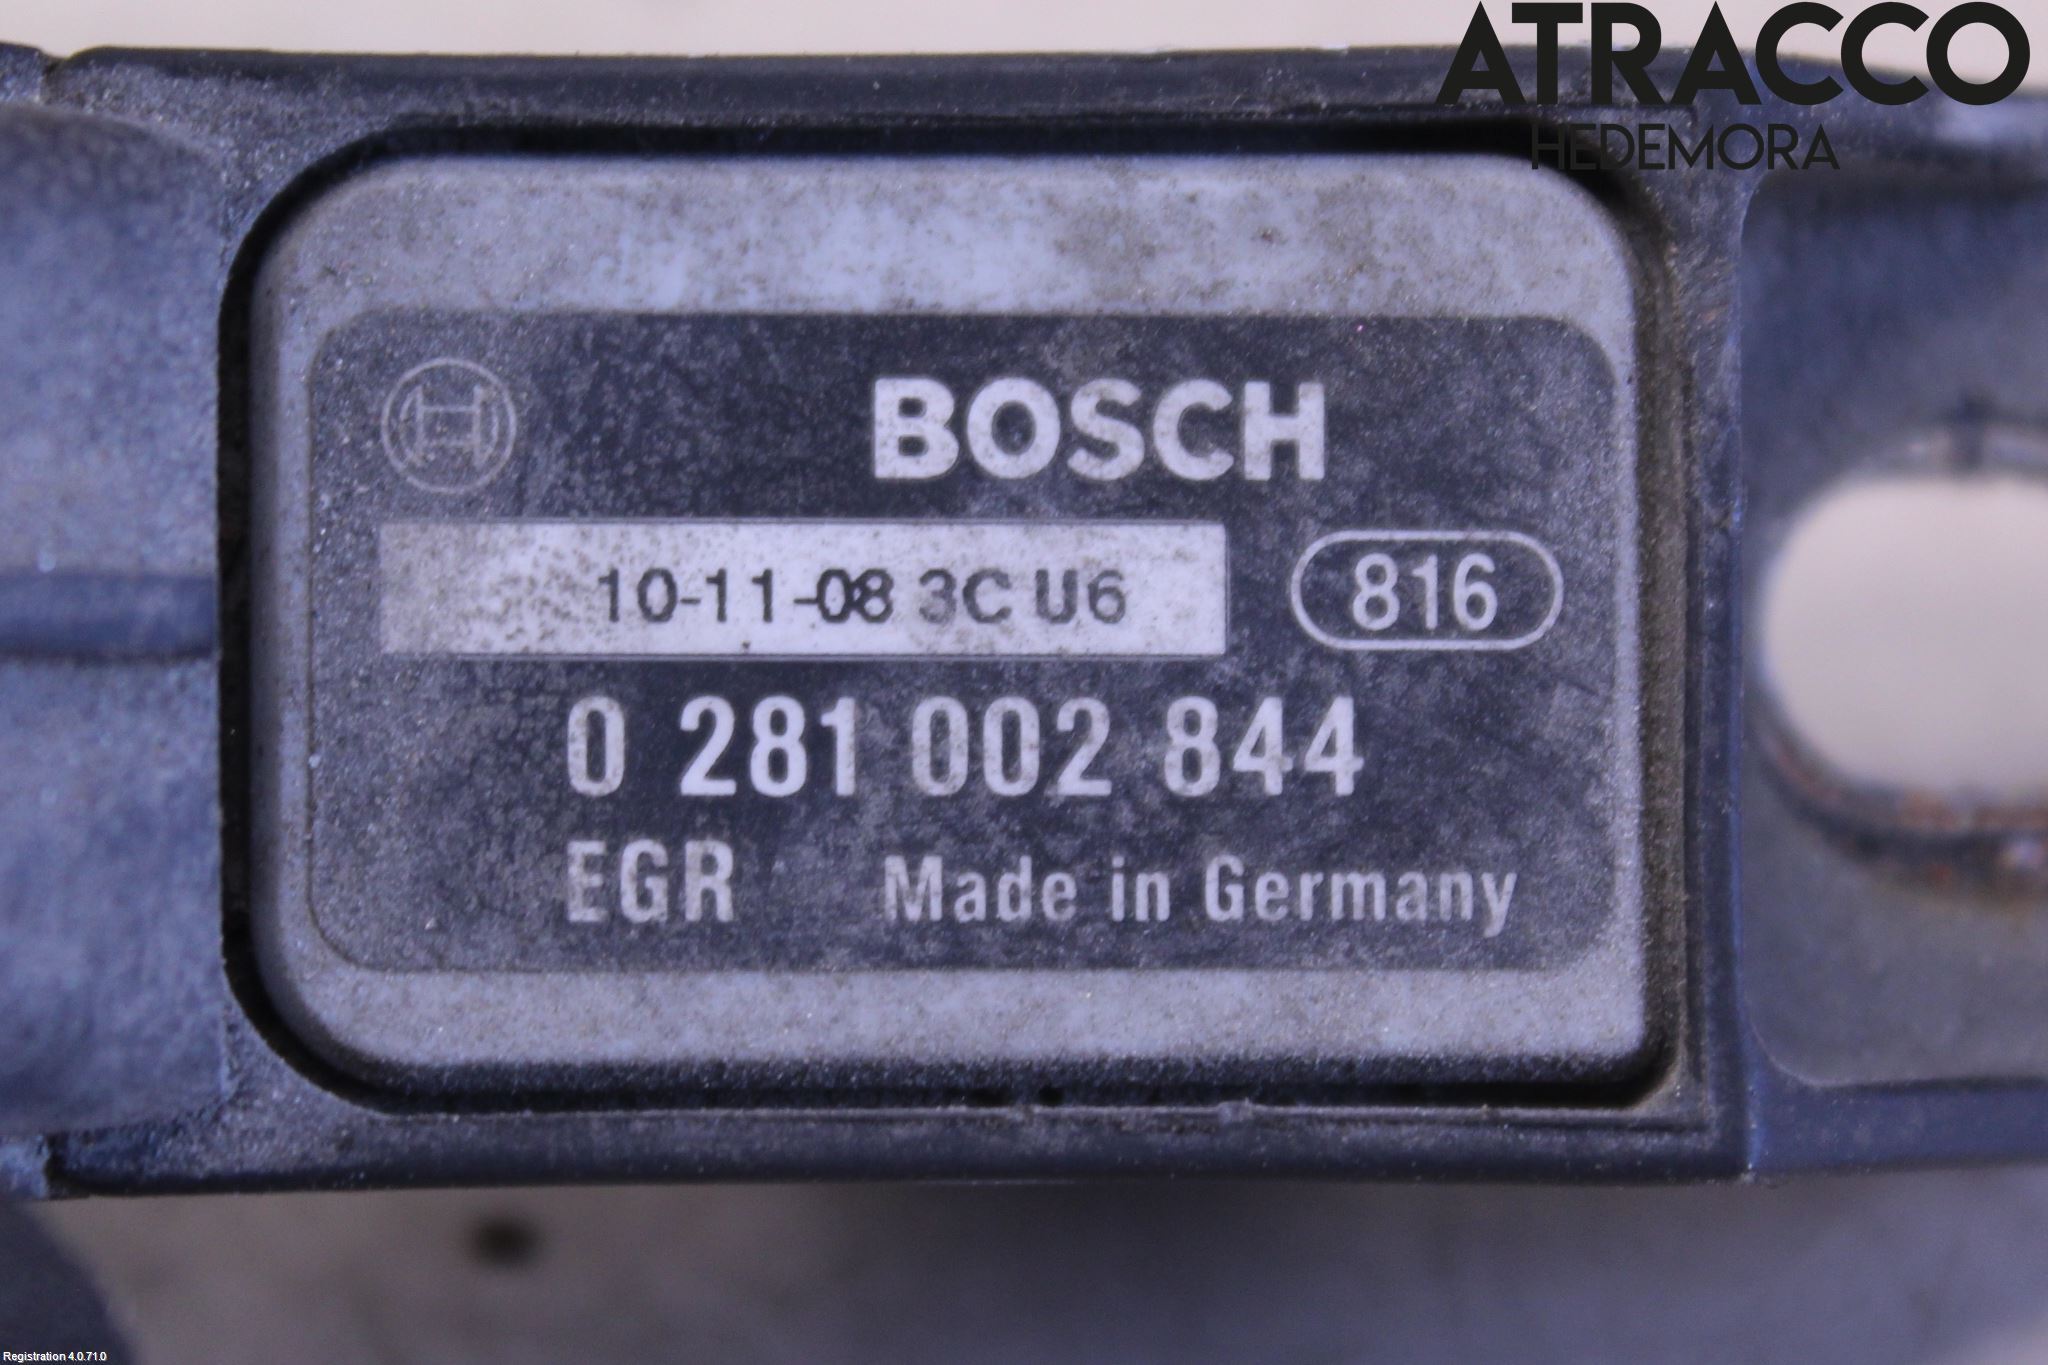 ATRACCO
HEDEMORA
BOSCH
10-11-08 3C U6
816
0 281 002 844
EGR Made in Germany
Registration 4.0.71.0